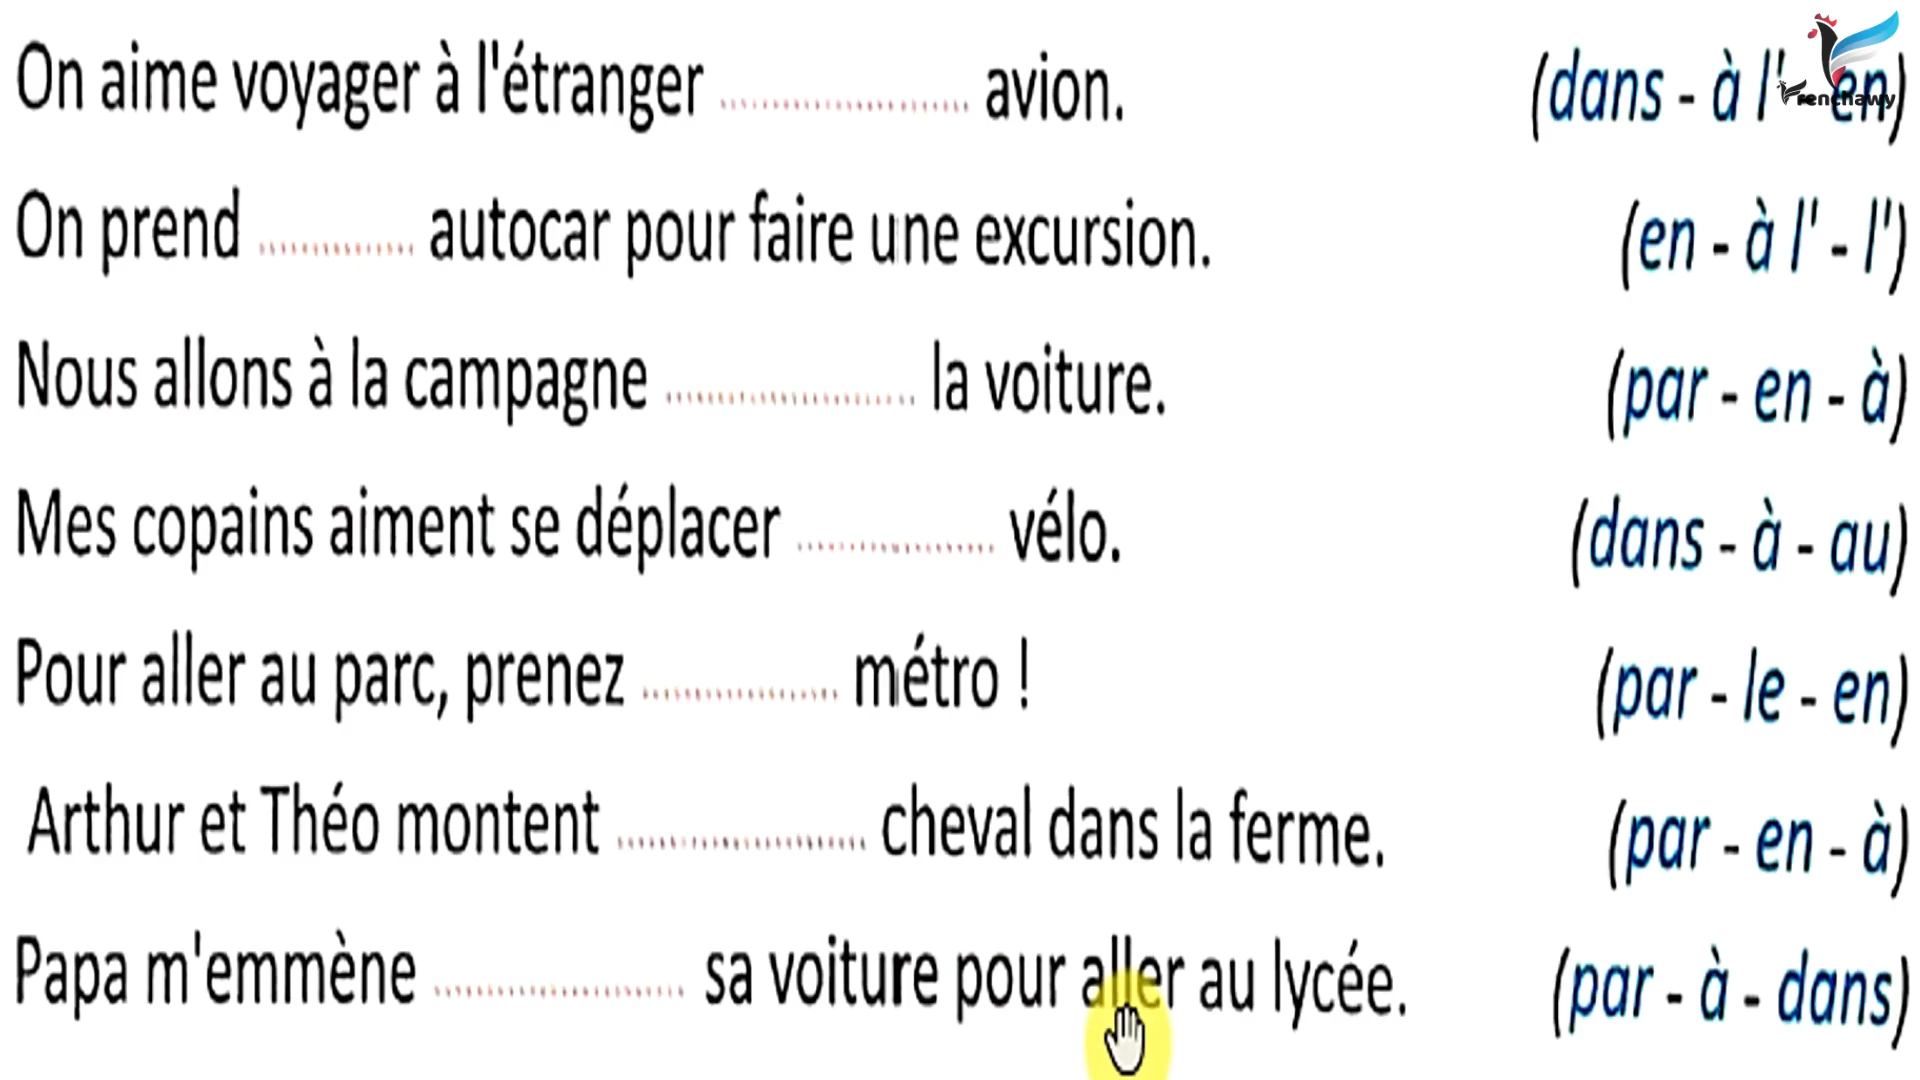 On aime voyager à l'étranger .................... avion. (dans - à l' - en)
On prend ............. autocar pour faire une excursion. (en - à l' - l')
Nous allons à la campagne .................... la voiture. (par - en - à)
Mes copains aiment se déplacer ................ vélo. (dans - à - au)
Pour aller au parc, prenez ................ métro ! (par - le - en)
Arthur et Théo montent .................... cheval dans la ferme. (par - en - à)
Papa m'emmène .................... sa voiture pour aller au lycée. (par - à - dans)
Frenchawy